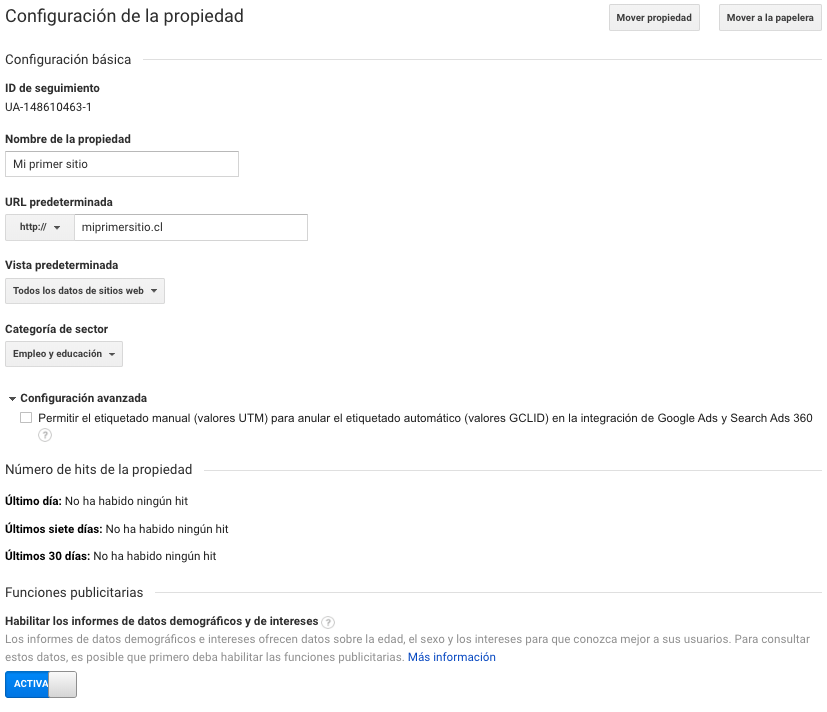 Configuración de la propiedad
Mover propiedad
Mover a la papelera
Configuración básica
ID de seguimiento
UA-148610463-1
Nombre de la propiedad
Mi primer sitio
URL predeterminada
http://
miprimersitio.cl
Vista predeterminada
Todos los datos de sitios web
Categoría de sector
Empleo y educación
Configuración avanzada
Permitir el etiquetado manual (valores UTM) para anular el etiquetado automático (valores GCLID) en la integración de Google Ads y Search Ads 360
?
Número de hits de la propiedad
Último día: No ha habido ningún hit
Últimos siete días: No ha habido ningún hit
Últimos 30 días: No ha habido ningún hit
Funciones publicitarias
Habilitar los informes de datos demográficos y de intereses ?
Los informes de datos demográficos e intereses ofrecen datos sobre la edad, el sexo y los intereses para que conozca mejor a sus usuarios. Para consultar
estos datos, es posible que primero deba habilitar las funciones publicitarias. Más información
ACTIVA